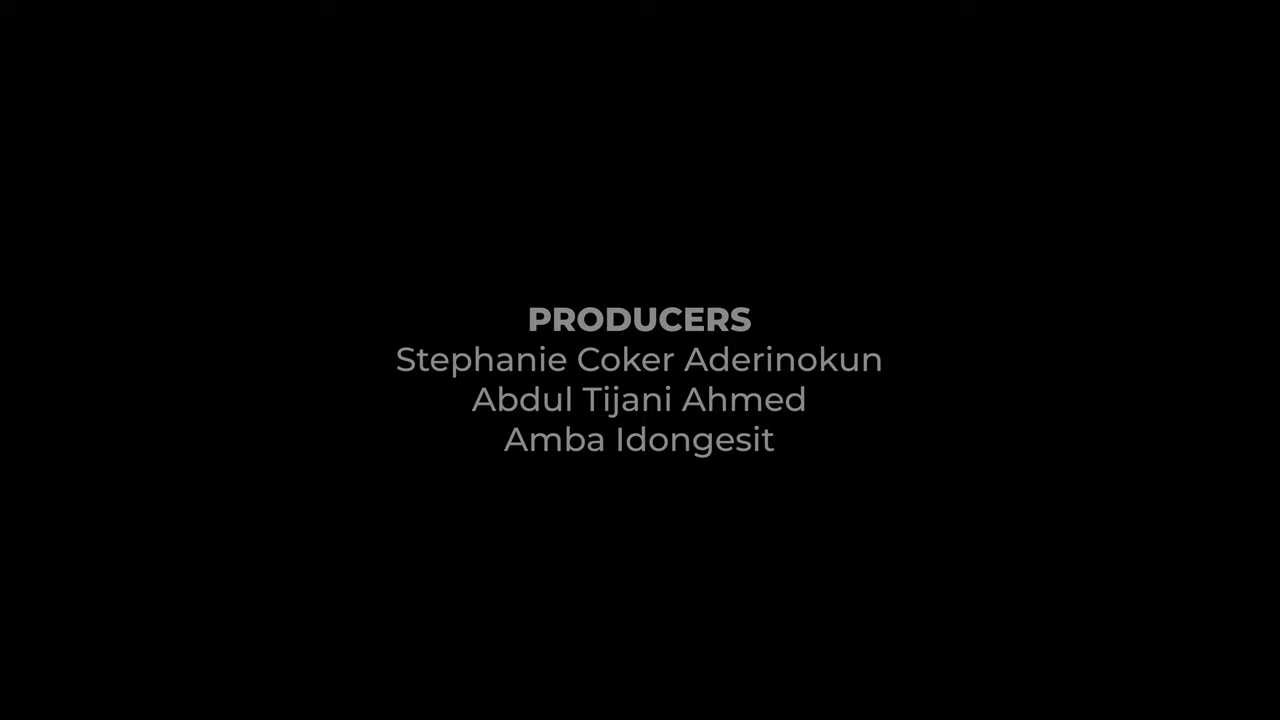 PRODUCERS
Stephanie Coker Aderinokun
Abdul Tijani Ahmed
Amba Idongesit